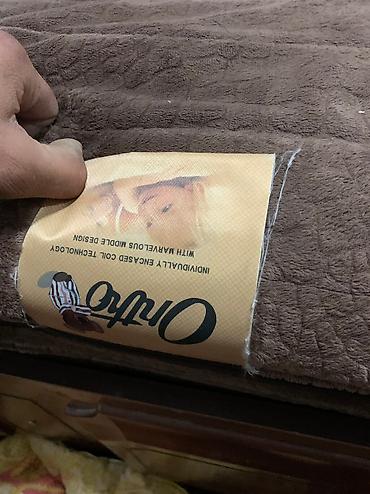 Ortho
INDIVIDUALLY ENCASED COIL TECHNOLOGY
WITH MARVELOUS MIDDLE DESIGN